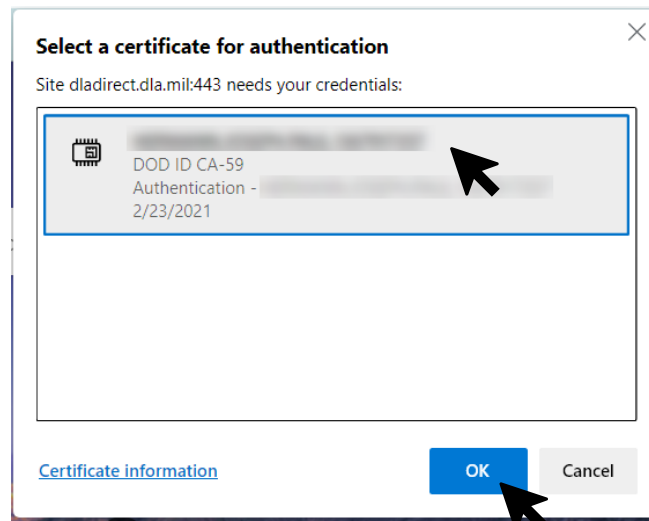 Select a certificate for authentication
Site dladirect.dla.mil:443 needs your credentials:
DOD ID CA-59
Authentication -
2/23/2021
Certificate information
OK
Cancel